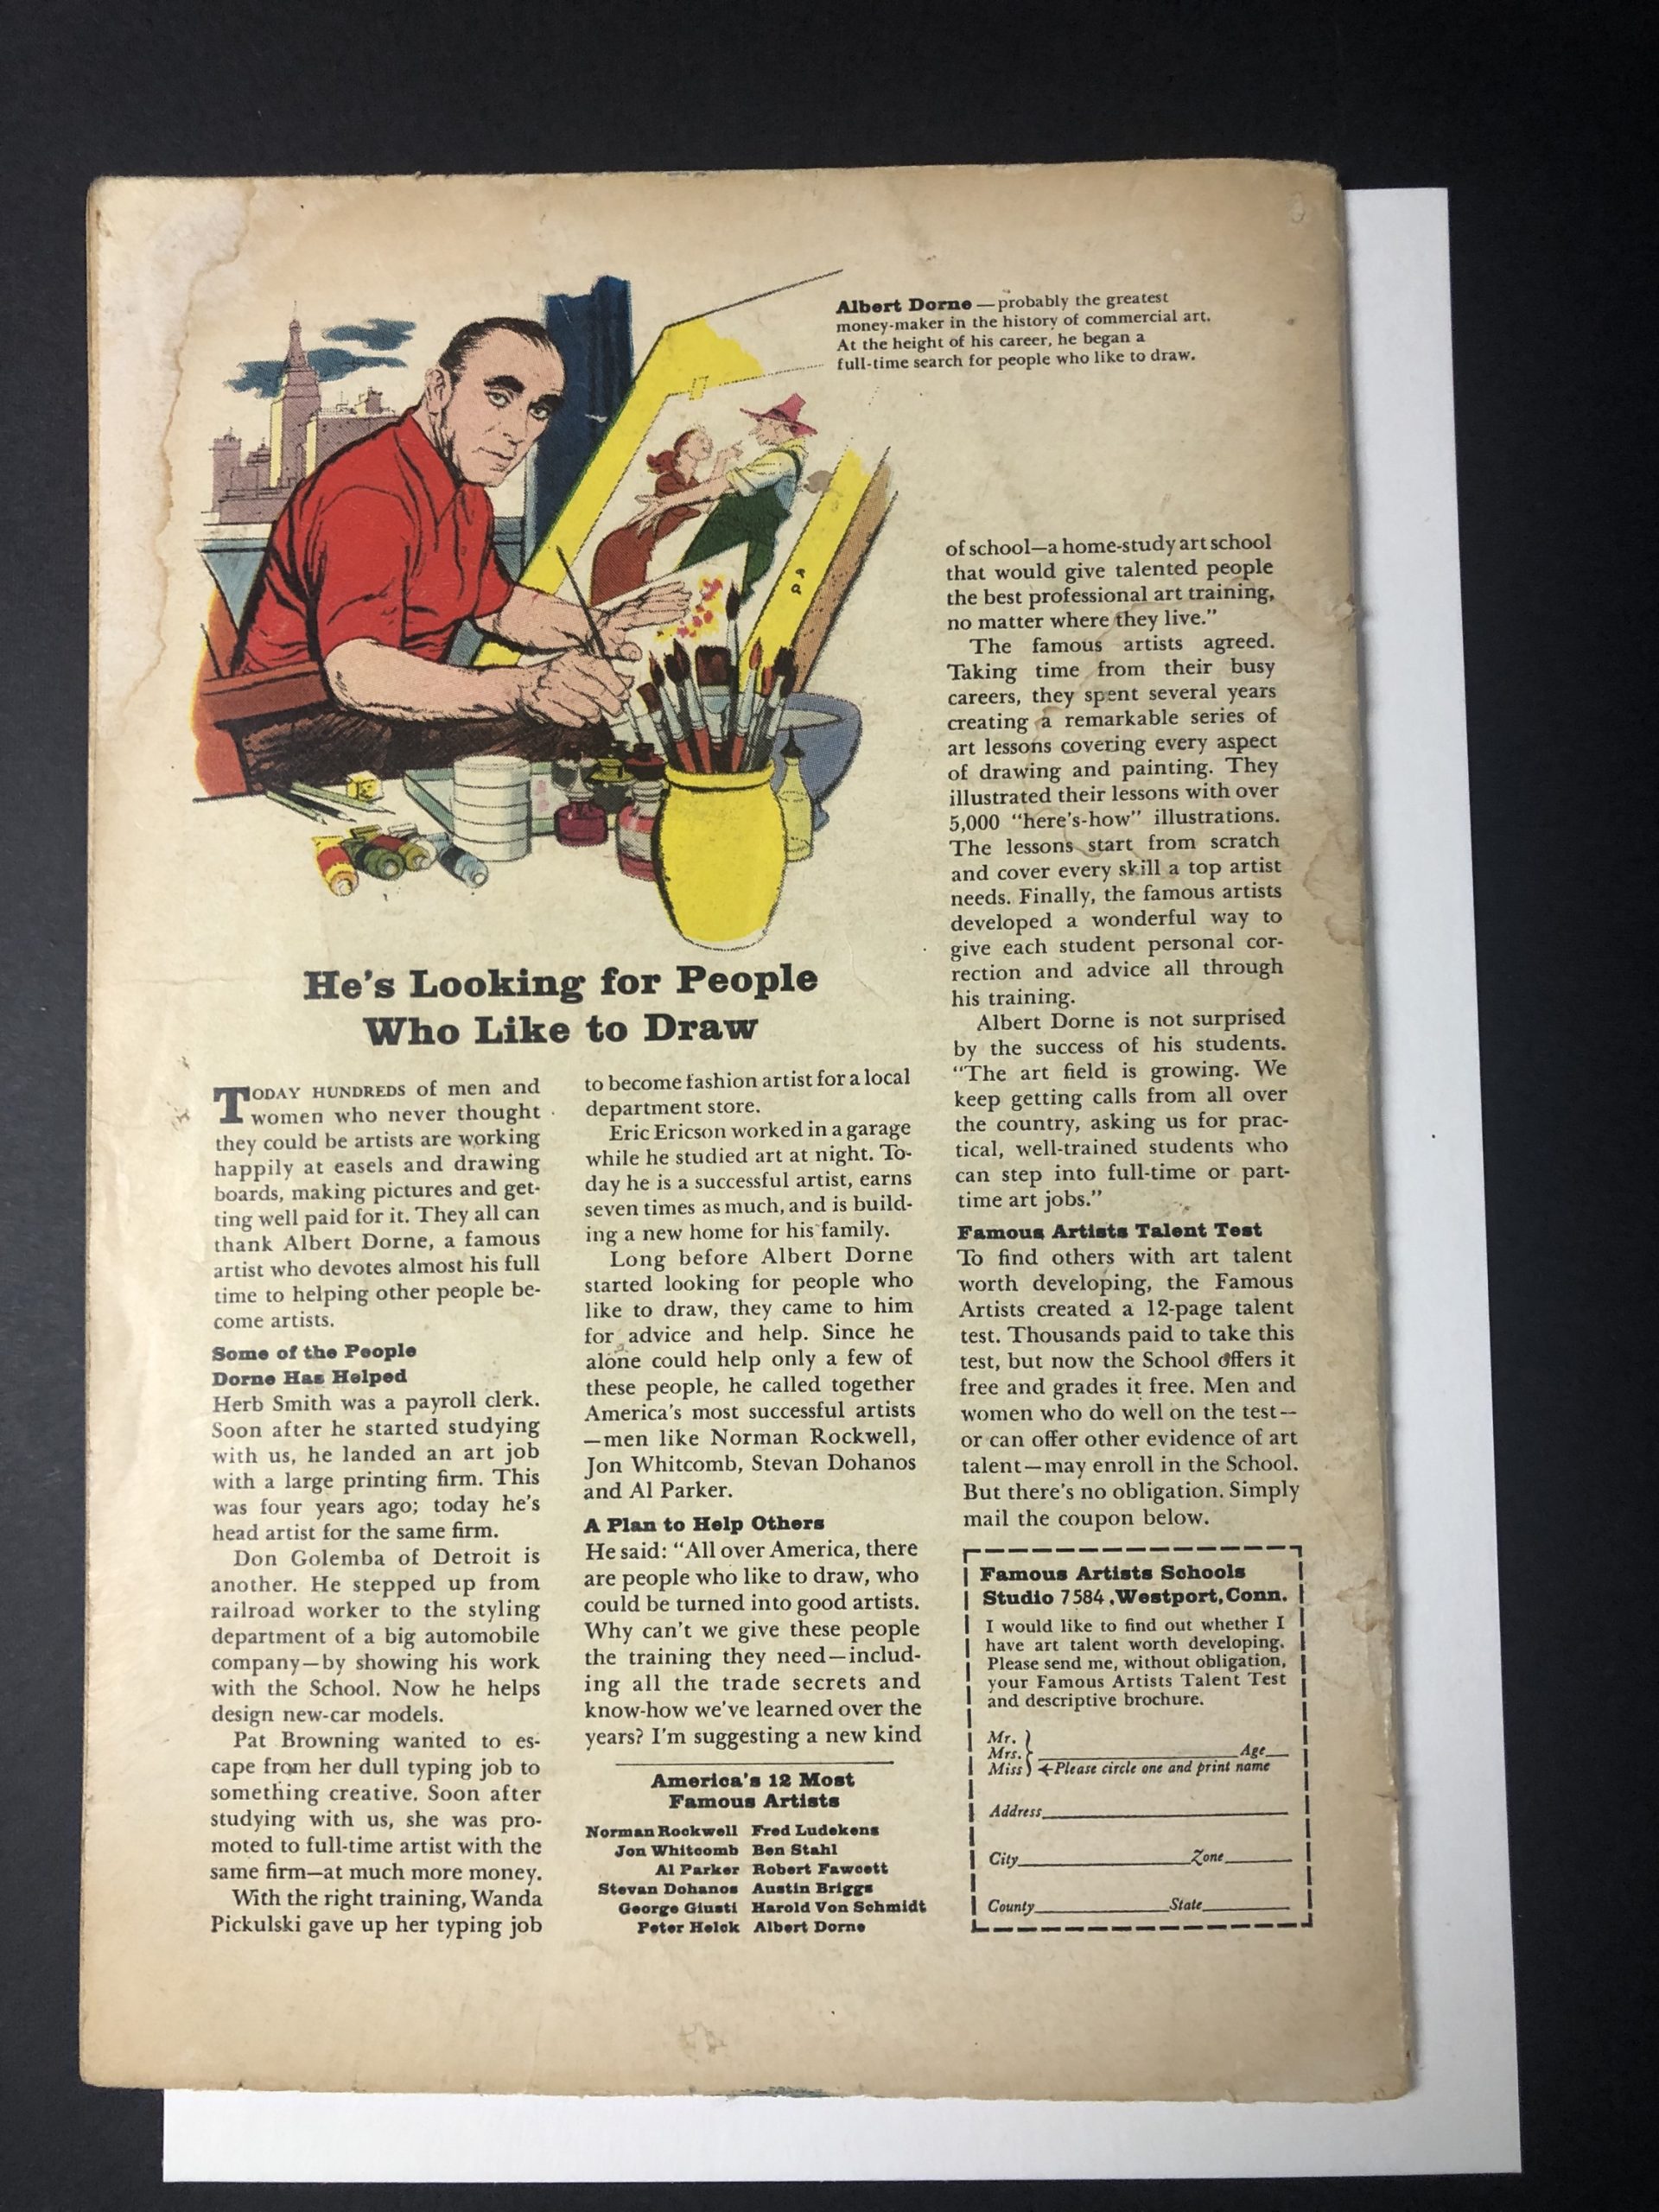 Albert Dorne — probably the greatest
money-maker in the history of commercial art.
At the height of his career, he began a
full-time search for people who like to draw.
He's Looking for People
Who Like to Draw
TODAY HUNDREDS of men and
women who never thought
they could be artists are working
happily at easels and drawing
boards, making pictures and get-
ting well paid for it. They all can
thank Albert Dorne, a famous
artist who devotes almost his full
time to helping other people be-
come artists.
Some of the People
Dorne Has Helped
Herb Smith was a payroll clerk.
Soon after he started studying
with us, he landed an art job
with a large printing firm. This
was four years ago; today he's
head artist for the same firm.
Don Golemba of Detroit is
another. He stepped up from
railroad worker to the styling
department of a big automobile
company—by showing his work
with the School. Now he helps
design new-car models.
Pat Browning wanted to es-
cape from her dull typing job to
something creative. Soon after
studying with us, she was pro-
moted to full-time artist with the
same firm—at much more money.
With the right training, Wanda
Pickulski gave up her typing job
to become fashion artist for a local
department store.
Eric Ericson worked in a garage
while he studied art at night. To-
day he is a successful artist, earns
seven times as much, and is build-
ing a new home for his family.
Long before Albert Dorne
started looking for people who
like to draw, they came to him
for advice and help. Since he
alone could help only a few of
these people, he called together
America's most successful artists
—men like Norman Rockwell,
Jon Whitcomb, Stevan Dohanos
and Al Parker.
A Plan to Help Others
He said: "All over America, there
are people who like to draw, who
could be turned into good artists.
Why can't we give these people
the training they need—includ-
ing all the trade secrets and
know-how we've learned over the
years? I'm suggesting a new kind
America's 12 Most
Famous Artists
Norman Rockwell Fred Ludekens
Jon Whitcomb Ben Stahl
Al Parker Robert Fawcett
Stevan Dohanos Austin Briggs
George Giusti Harold Von Schmidt
Peter Helck Albert Dorne
of school—a home-study art school
that would give talented people
the best professional art training,
no matter where they live."
The famous artists agreed.
Taking time from their busy
careers, they spent several years
creating a remarkable series of
art lessons covering every aspect
of drawing and painting. They
illustrated their lessons with over
5,000 "here's-how" illustrations.
The lessons start from scratch
and cover every skill a top artist
needs. Finally, the famous artists
developed a wonderful way to
give each student personal cor-
rection and advice all through
his training.
Albert Dorne is not surprised
by the success of his students.
"The art field is growing. We
keep getting calls from all over
the country, asking us for prac-
tical, well-trained students who
can step into full-time or part-
time art jobs."
Famous Artists Talent Test
To find others with art talent
worth developing, the Famous
Artists created a 12-page talent
test. Thousands paid to take this
test, but now the School offers it
free and grades it free. Men and
women who do well on the test—
or can offer other evidence of art
talent—may enroll in the School.
But there's no obligation. Simply
mail the coupon below.
Famous Artists Schools
Studio 7584, Westport, Conn.
I would like to find out whether I
have art talent worth developing.
Please send me, without obligation,
your Famous Artists Talent Test
and descriptive brochure.
Mr.
Mrs. Age
Miss ←Please circle one and print name
Address
City Zone
County State